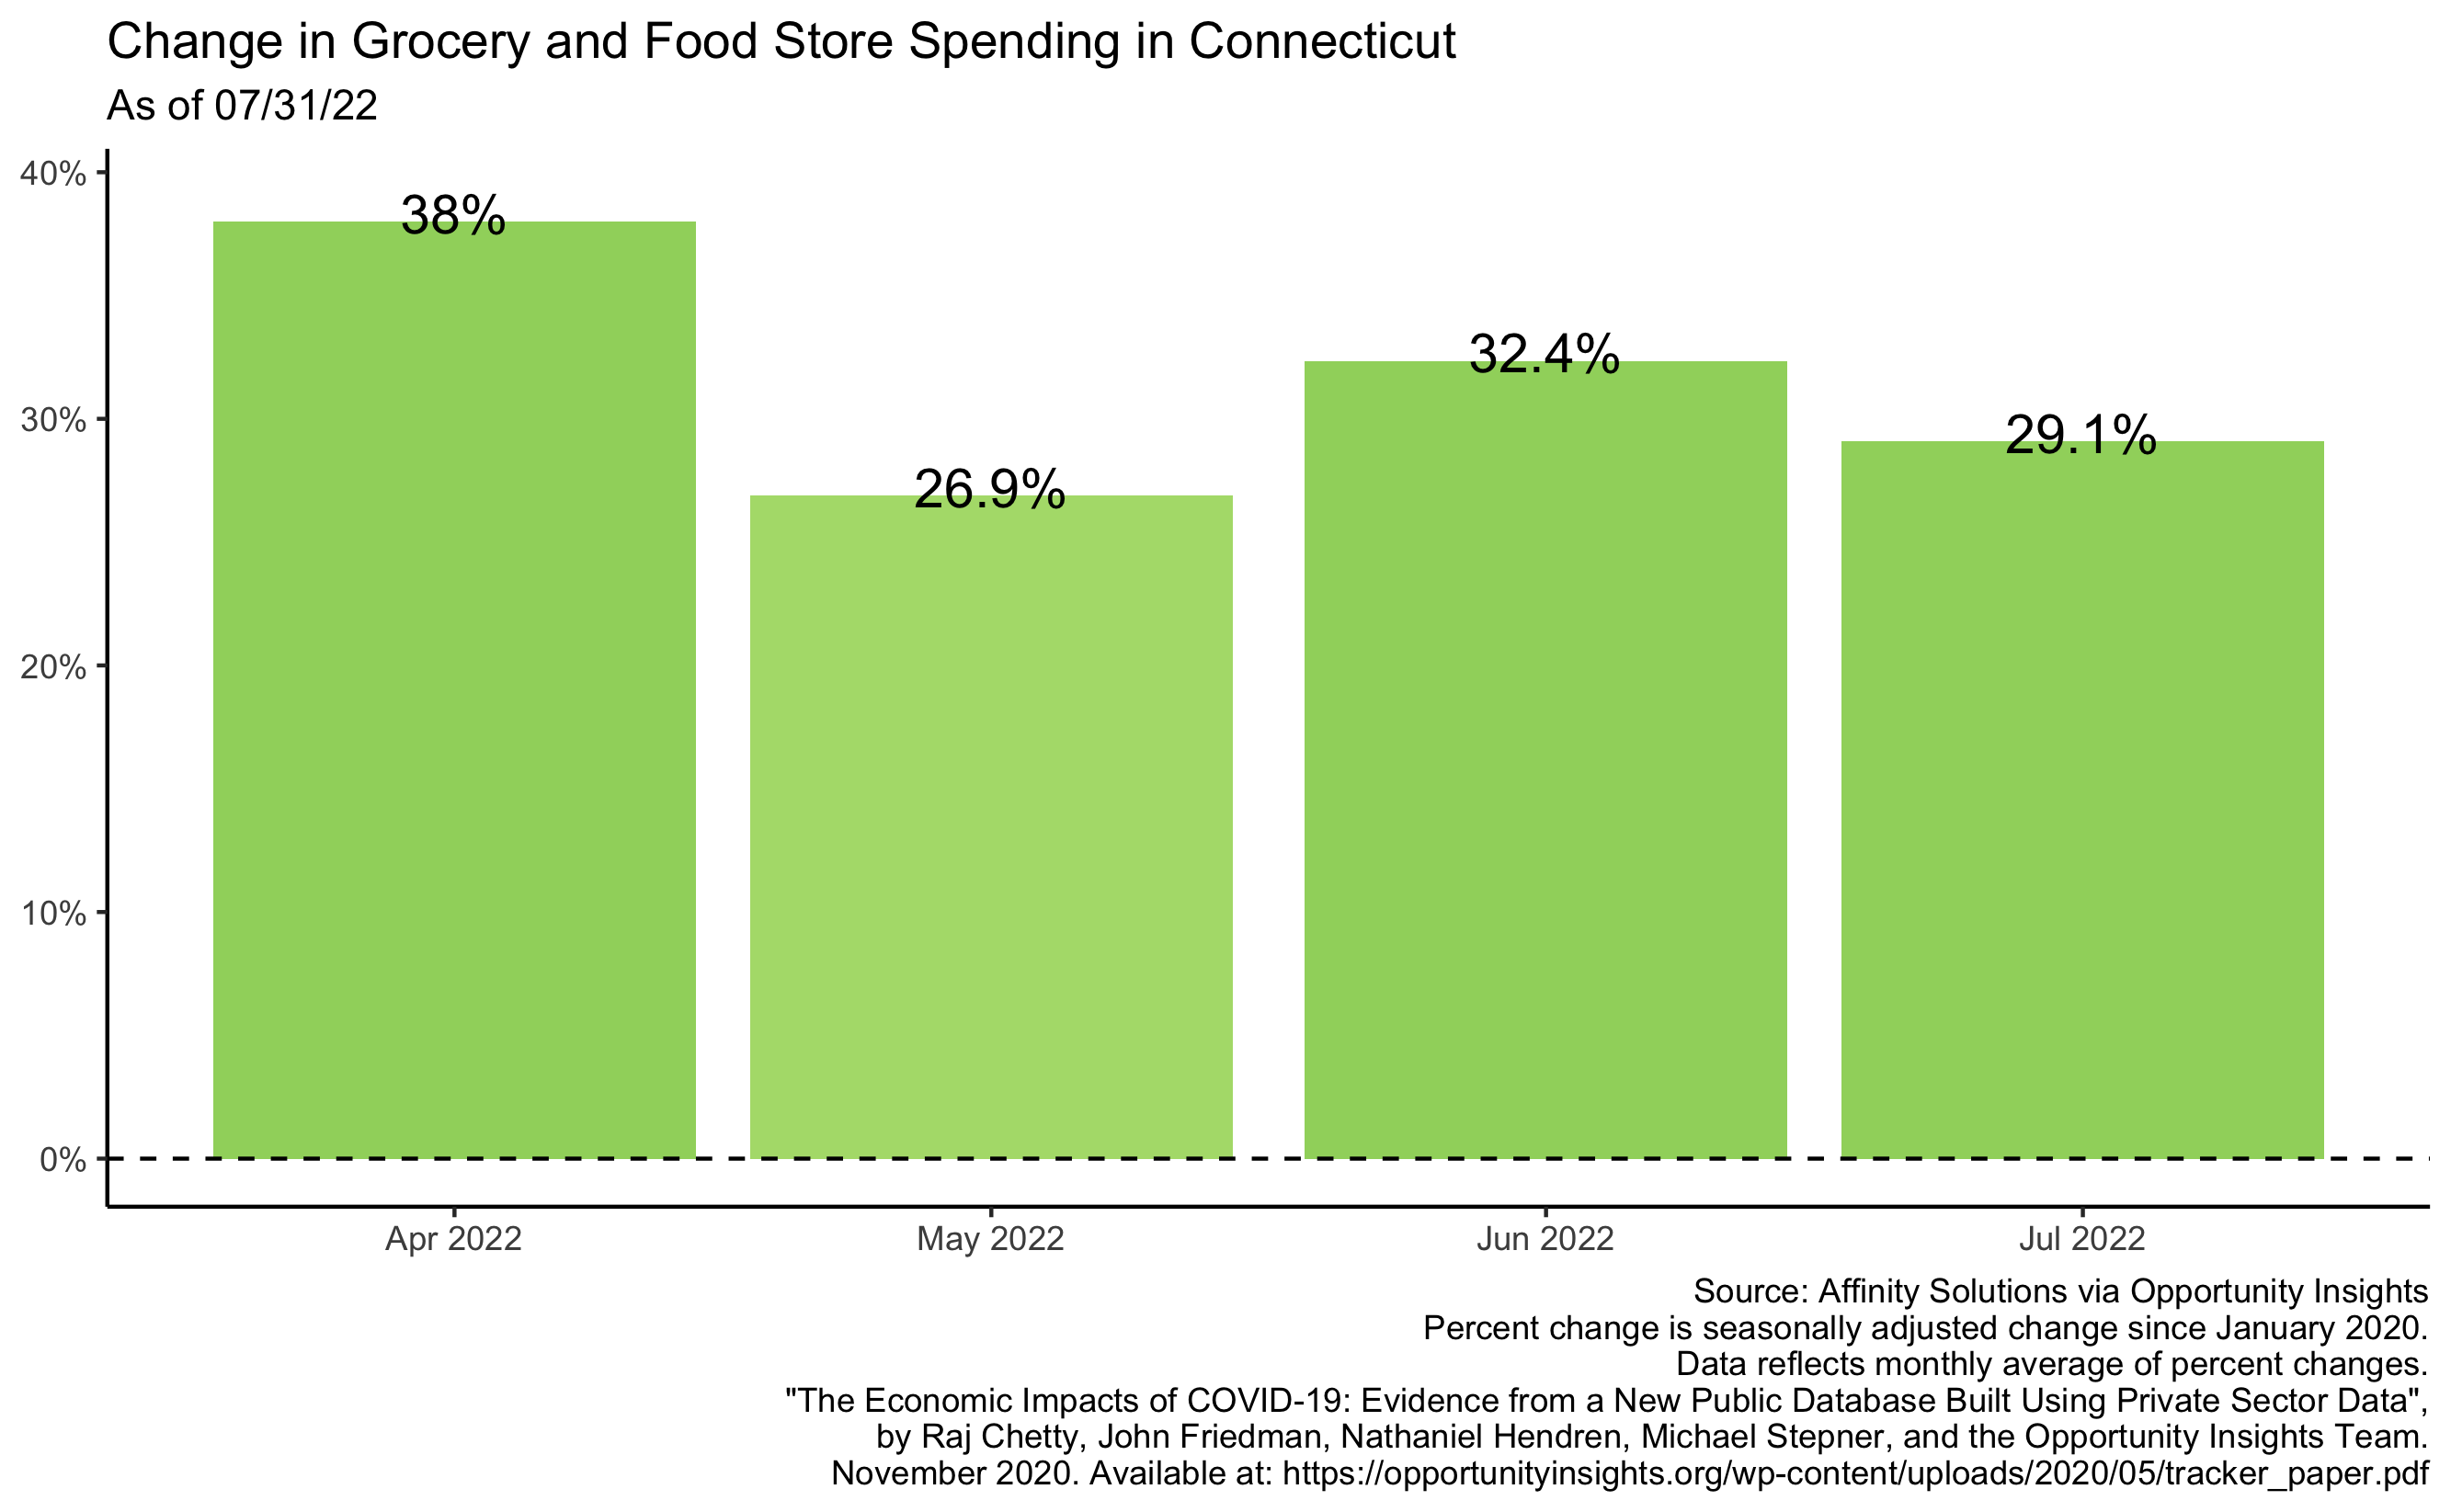 Change in Grocery and Food Store Spending in Connecticut
As of 07/31/22
40%
30%
20%
10%
0%
38%
26.9%
32.4%
29.1%
Apr 2022
May 2022
Jun 2022
Jul 2022
Source: Affinity Solutions via Opportunity Insights
Percent change is seasonally adjusted change since January 2020.
Data reflects monthly average of percent changes.
"The Economic Impacts of COVID-19: Evidence from a New Public Database Built Using Private Sector Data",
by Raj Chetty, John Friedman, Nathaniel Hendren, Michael Stepner, and the Opportunity Insights Team.
November 2020. Available at: https://opportunityinsights.org/wp-content/uploads/2020/05/tracker_paper.pdf